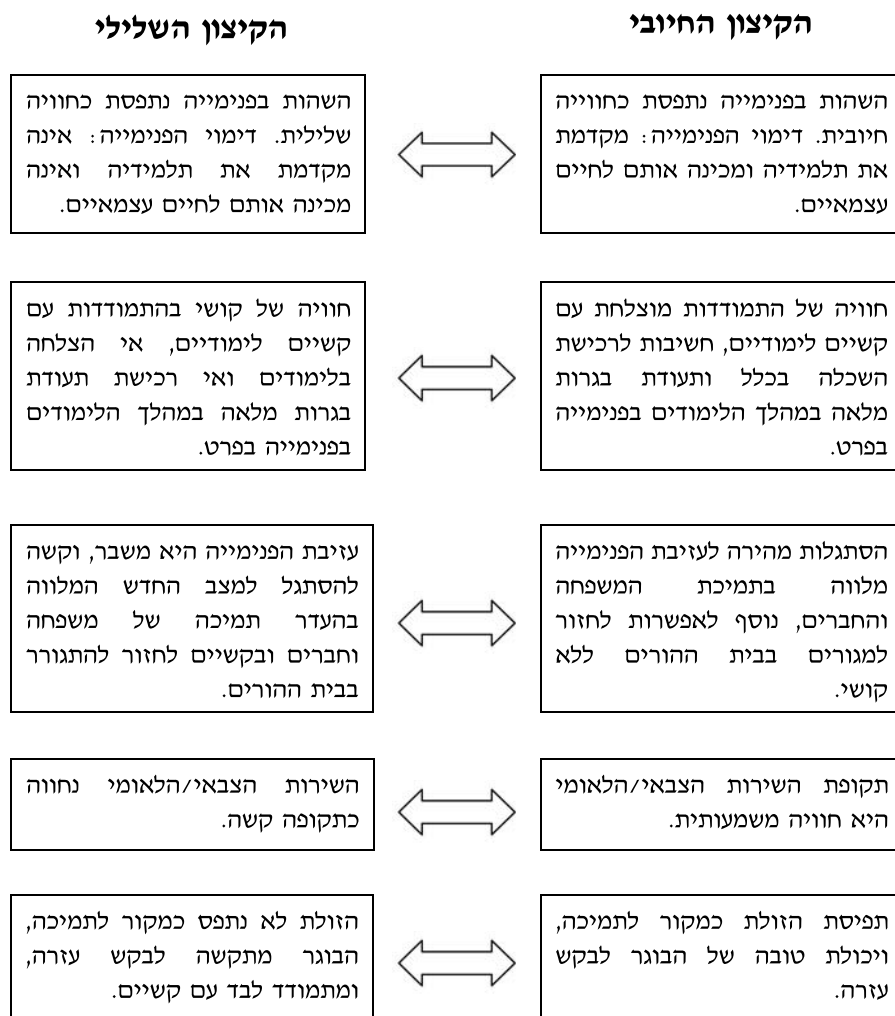 הקיצון החיובי
הקיצון השלילי
השהות בפנימייה נתפסת כחווייה
חיובית. דימוי הפנימייה: מקדמת
את תלמידיה ומכינה אותם לחיים
עצמאיים.
השהות בפנימייה נתפסת כחוויה
שלילית. דימוי הפנימייה: אינה
מקדמת את תלמידיה ואינה
מכינה אותם לחיים עצמאיים.
חוויה של התמודדות מוצלחת עם
קשיים לימודיים, חשיבות לרכישת
השכלה בכלל ותעודת בגרות
מלאה במהלך הלימודים בפנימייה
בפרט.
חוויה של קושי בהתמודדות עם
קשיים לימודיים, אי הצלחה
בלימודים ואי רכישת תעודת
בגרות מלאה במהלך הלימודים
בפנימייה בפרט.
הסתגלות מהירה לעזיבת הפנימייה
מלווה בתמיכת המשפחה
והחברים, נוסף לאפשרות לחזור
למגורים בבית ההורים ללא
קושי.
עזיבת הפנימייה היא משבר, וקשה
להסתגל למצב החדש המלווה
בהעדר תמיכה של משפחה
וחברים ובקשיים לחזור להתגורר
בבית ההורים.
תקופת השירות הצבאי/הלאומי
היא חוויה משמעותית.
השירות הצבאי/הלאומי נחווה
כתקופה קשה.
תפיסת הזולת כמקור לתמיכה,
ויכולת טובה של הבוגר לבקש
עזרה.
הזולת לא נתפס כמקור לתמיכה,
הבוגר מתקשה לבקש עזרה,
ומתמודד לבד עם קשיים.